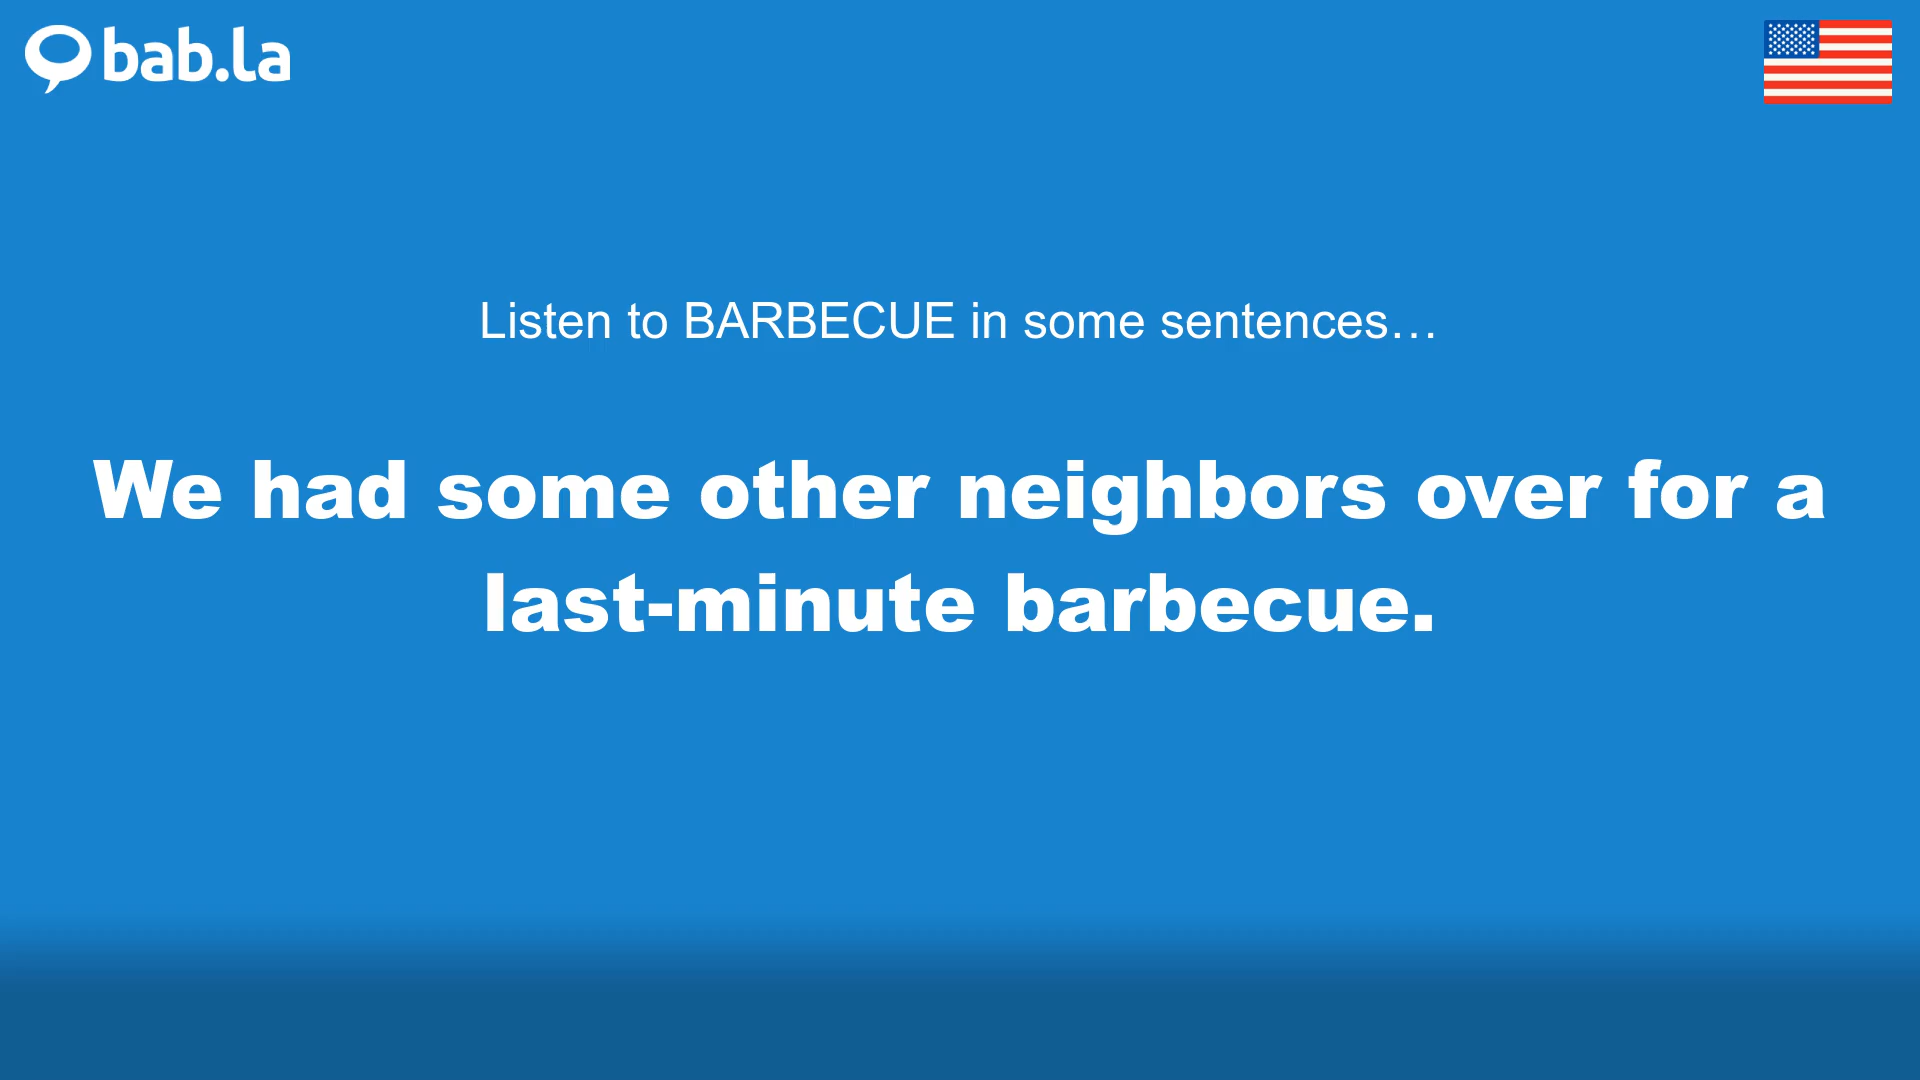 bab.la
Listen to BARBECUE in some sentences…
We had some other neighbors over for a
last-minute barbecue.